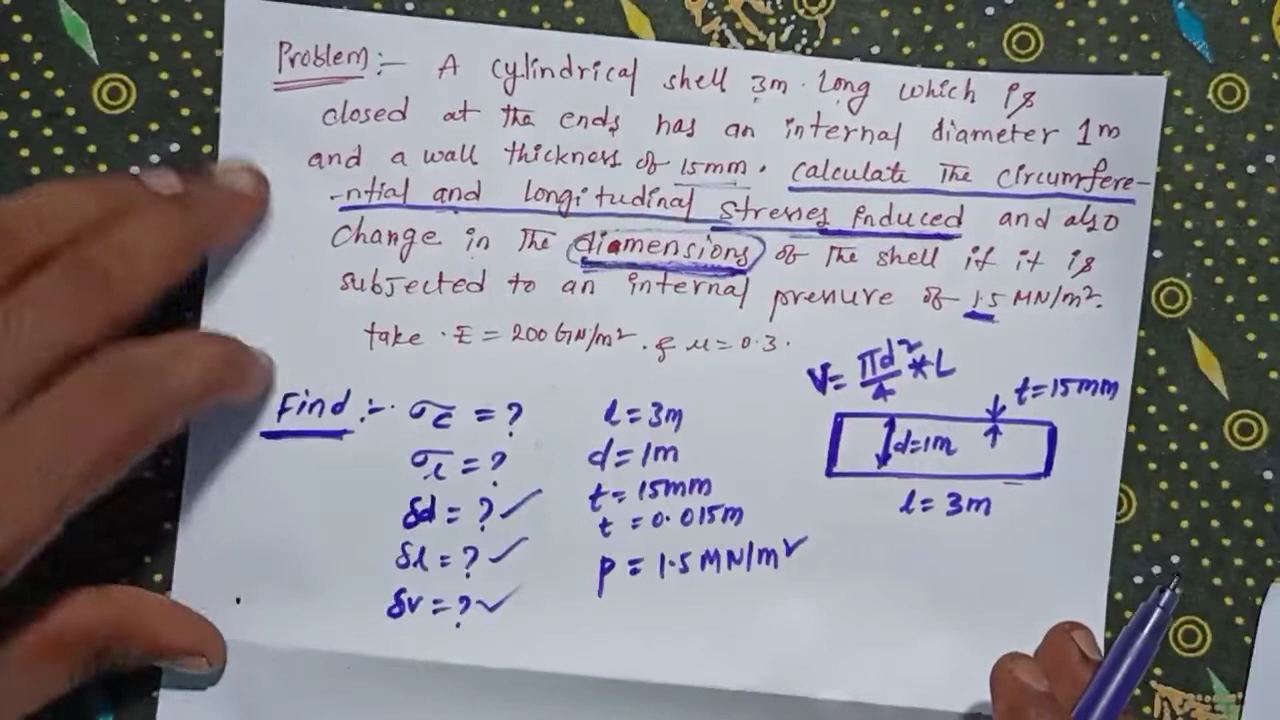 Problem:- A cylindrical shell 3m. Long which is
closed at the ends has an internal diameter 1m
and a wall thickness of 15mm. calculate The circumfere-
-ntial and longitudinal stresses induced and also
change in The diamensions of The shell if it is
subjected to an internal pressure of 1.5 MN/m².
take . E = 200 GN/m². & μ = 0.3.
V = πd²/4 * L
t = 15mm
d = 1m
l = 3m
Find :-
σc = ?
σl = ?
δd = ? ✓
δl = ? ✓
δv = ? ✓
l = 3m
d = 1m
t = 15mm
t = 0.015m
p = 1.5 MN/m²